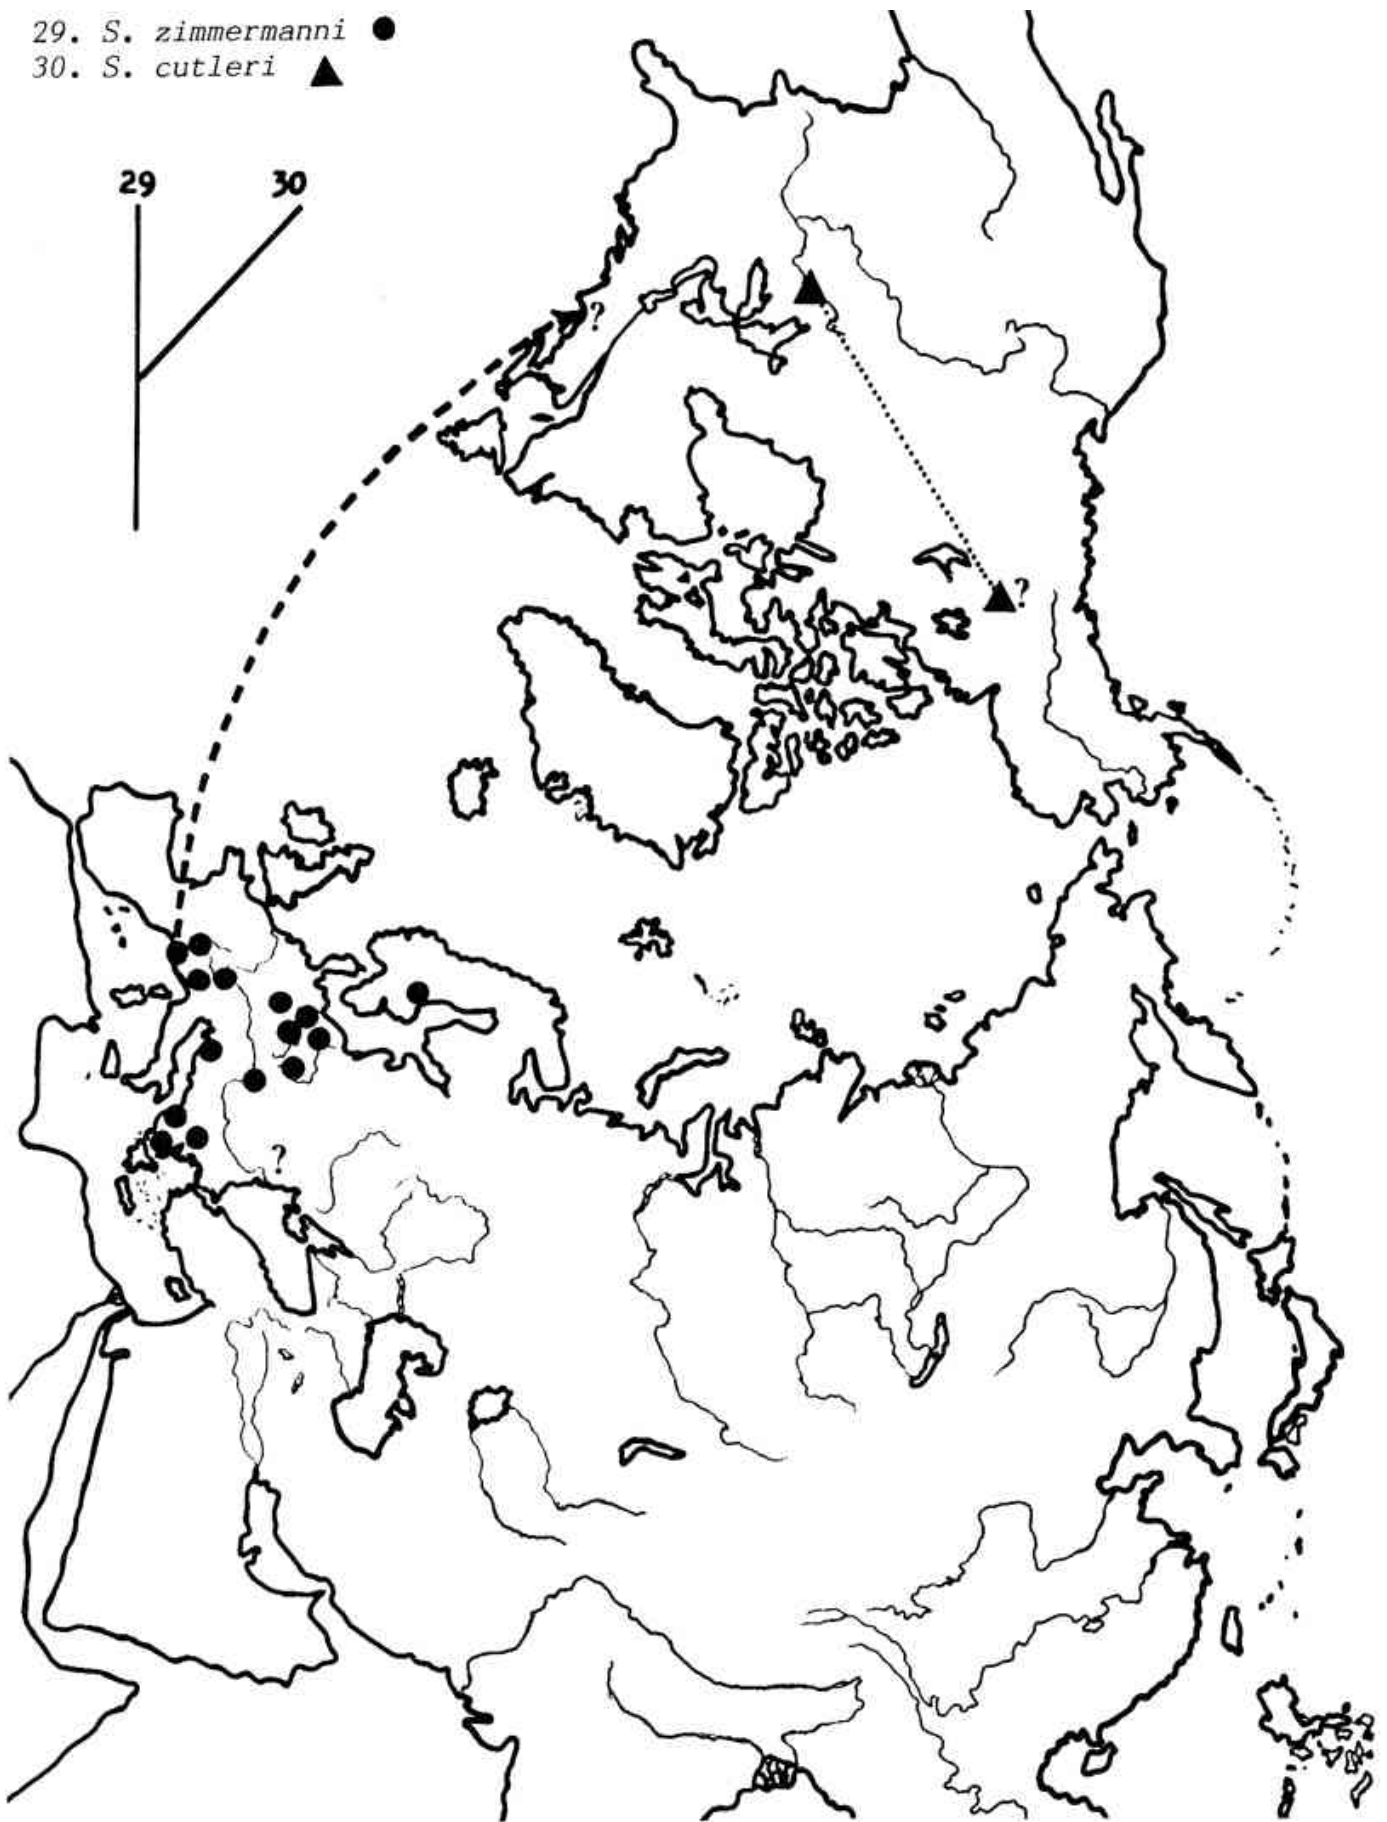 29. S. zimmermanni ●
30. S. cutleri ▲
29 30
?
?
?